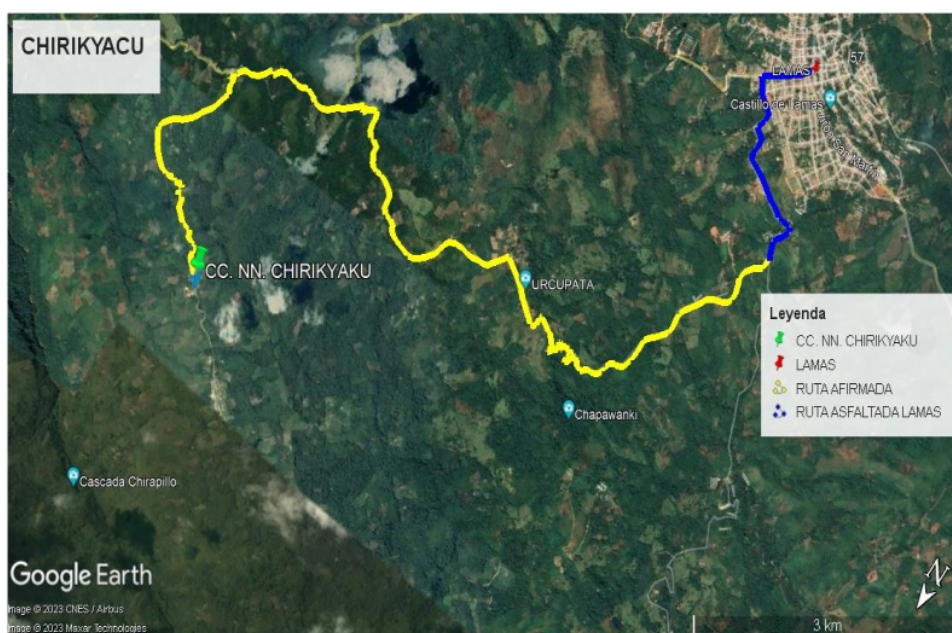 CHIRIKYACU
57
LAMAS
Castillo de Lamas
CC. NN. CHIRIKYAKU
URCUPATA
Leyenda
CC. NN. CHIRIKYAKU
LAMAS
RUTA AFIRMADA
RUTA ASFALTADA LAMAS
Chapawanki
Cascada Chirapillo
Google Earth
Image © 2023 CNES / Airbus
Image © 2023 Maxar Technologies
3 km
N